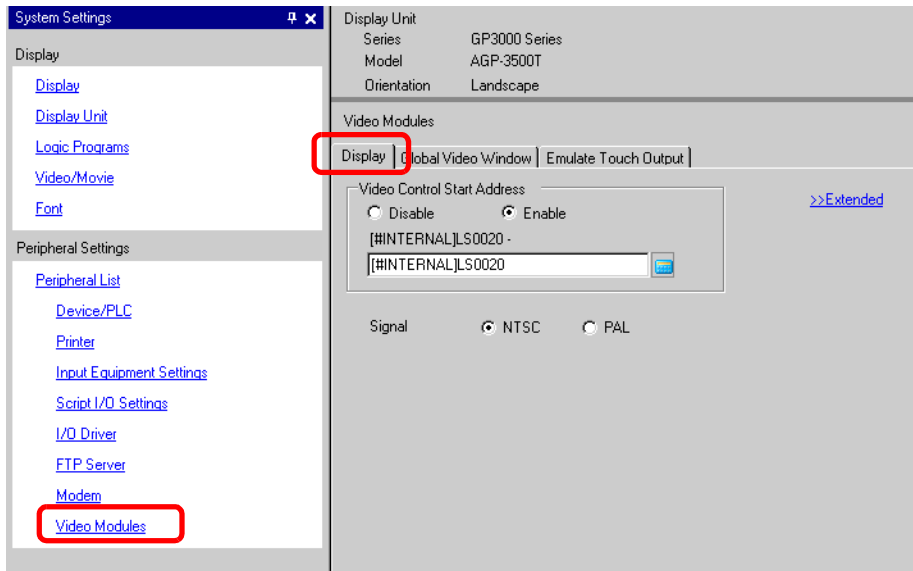 System Settings
Display
Display
Display Unit
Logic Programs
Video/Movie
Font
Peripheral Settings
Peripheral List
Device/PLC
Printer
Input Equipment Settings
Script I/O Settings
I/O Driver
FTP Server
Modem
Video Modules
Display Unit
Series GP3000 Series
Model AGP-3500T
Orientation Landscape
Video Modules
Display Global Video Window Emulate Touch Output
Video Control Start Address
Disable Enable
>>Extended
[#INTERNAL]LS0020 -
[#INTERNAL]LS0020
Signal NTSC PAL